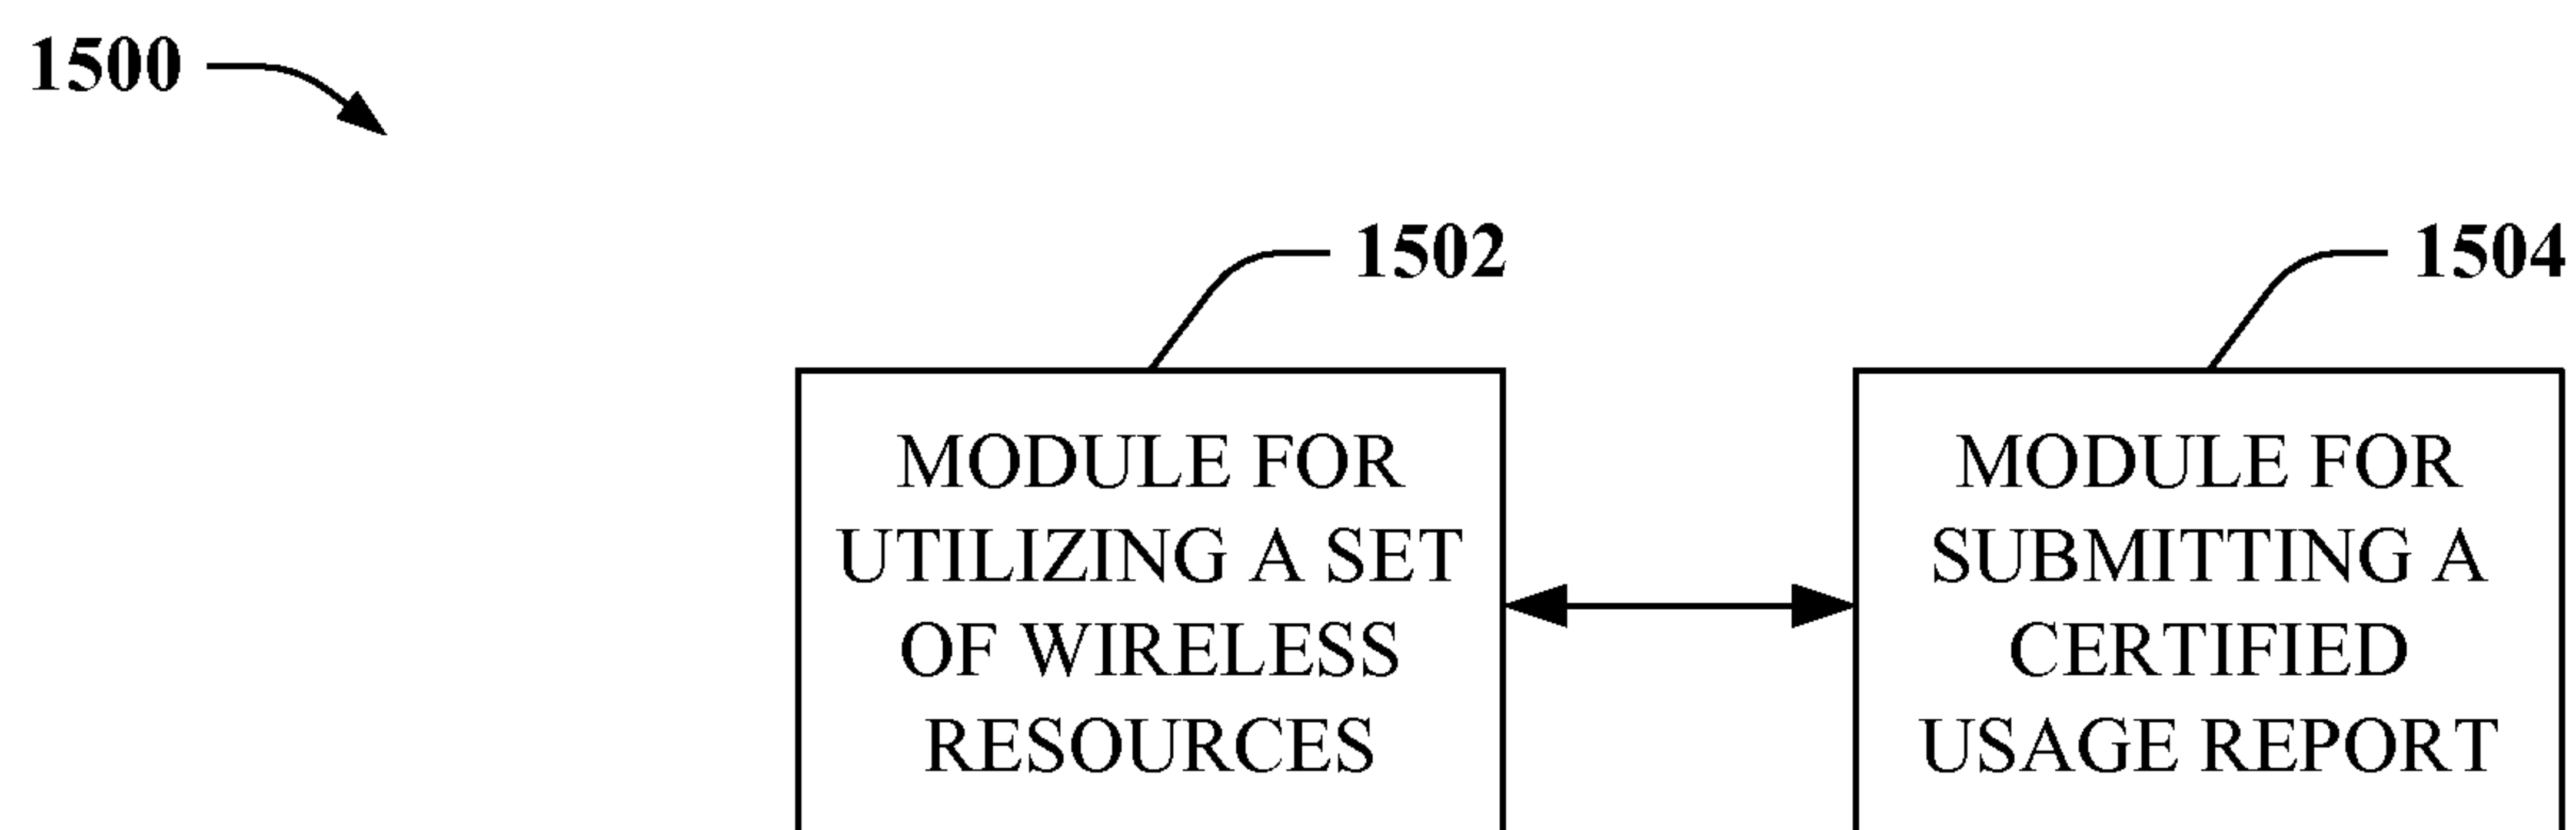 1500
1502
1504
MODULE FOR
UTILIZING A SET
OF WIRELESS
RESOURCES
MODULE FOR
SUBMITTING A
CERTIFIED
USAGE REPORT